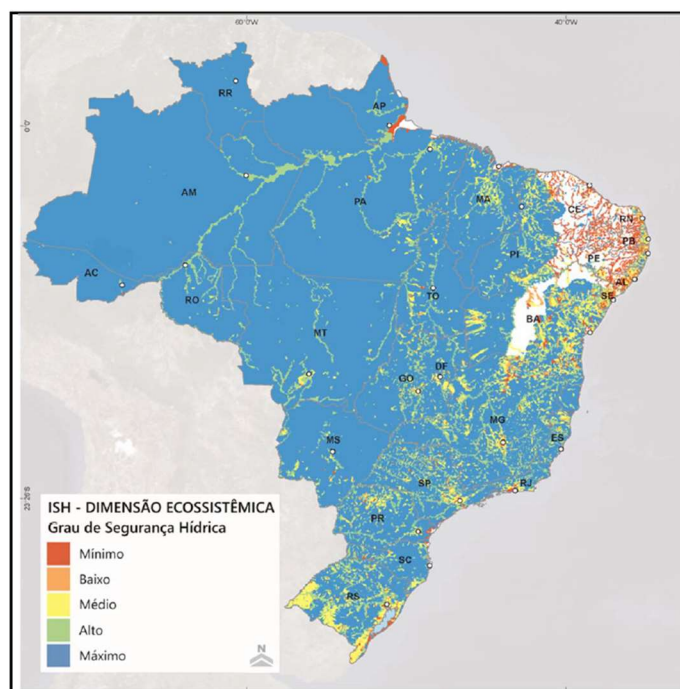 60°0'W 40°0'W
RR
AP
0°
AM
PA
MA
CE
RN
PB
PI
PE
AC
TO
AL
RO
SE
BA
MT
DF
GO
MG
MS
ES
SP
RJ
23°26'S
ISH - DIMENSÃO ECOSSISTÊMICA
Grau de Segurança Hídrica
PR
Mínimo
SC
Baixo
Médio
RS
Alto
Máximo
N